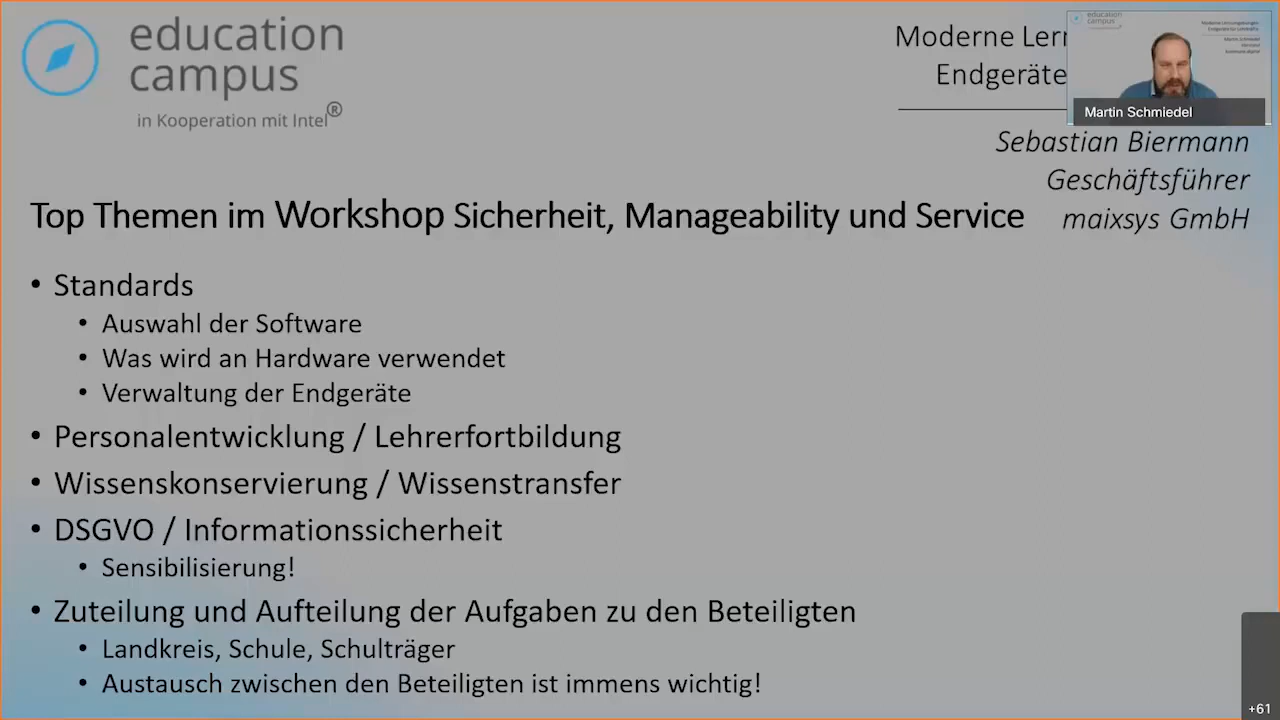 education
campus
in Kooperation mit Intel®
Moderne Ler
Endgeräte
Martin Schmiedel
Sebastian Biermann
Geschäftsführer
maixsys GmbH
Top Themen im Workshop Sicherheit, Manageability und Service
• Standards
• Auswahl der Software
• Was wird an Hardware verwendet
• Verwaltung der Endgeräte
• Personalentwicklung / Lehrerfortbildung
• Wissenskonservierung / Wissenstransfer
• DSGVO / Informationssicherheit
• Sensibilisierung!
• Zuteilung und Aufteilung der Aufgaben zu den Beteiligten
• Landkreis, Schule, Schulträger
• Austausch zwischen den Beteiligten ist immens wichtig!
+61